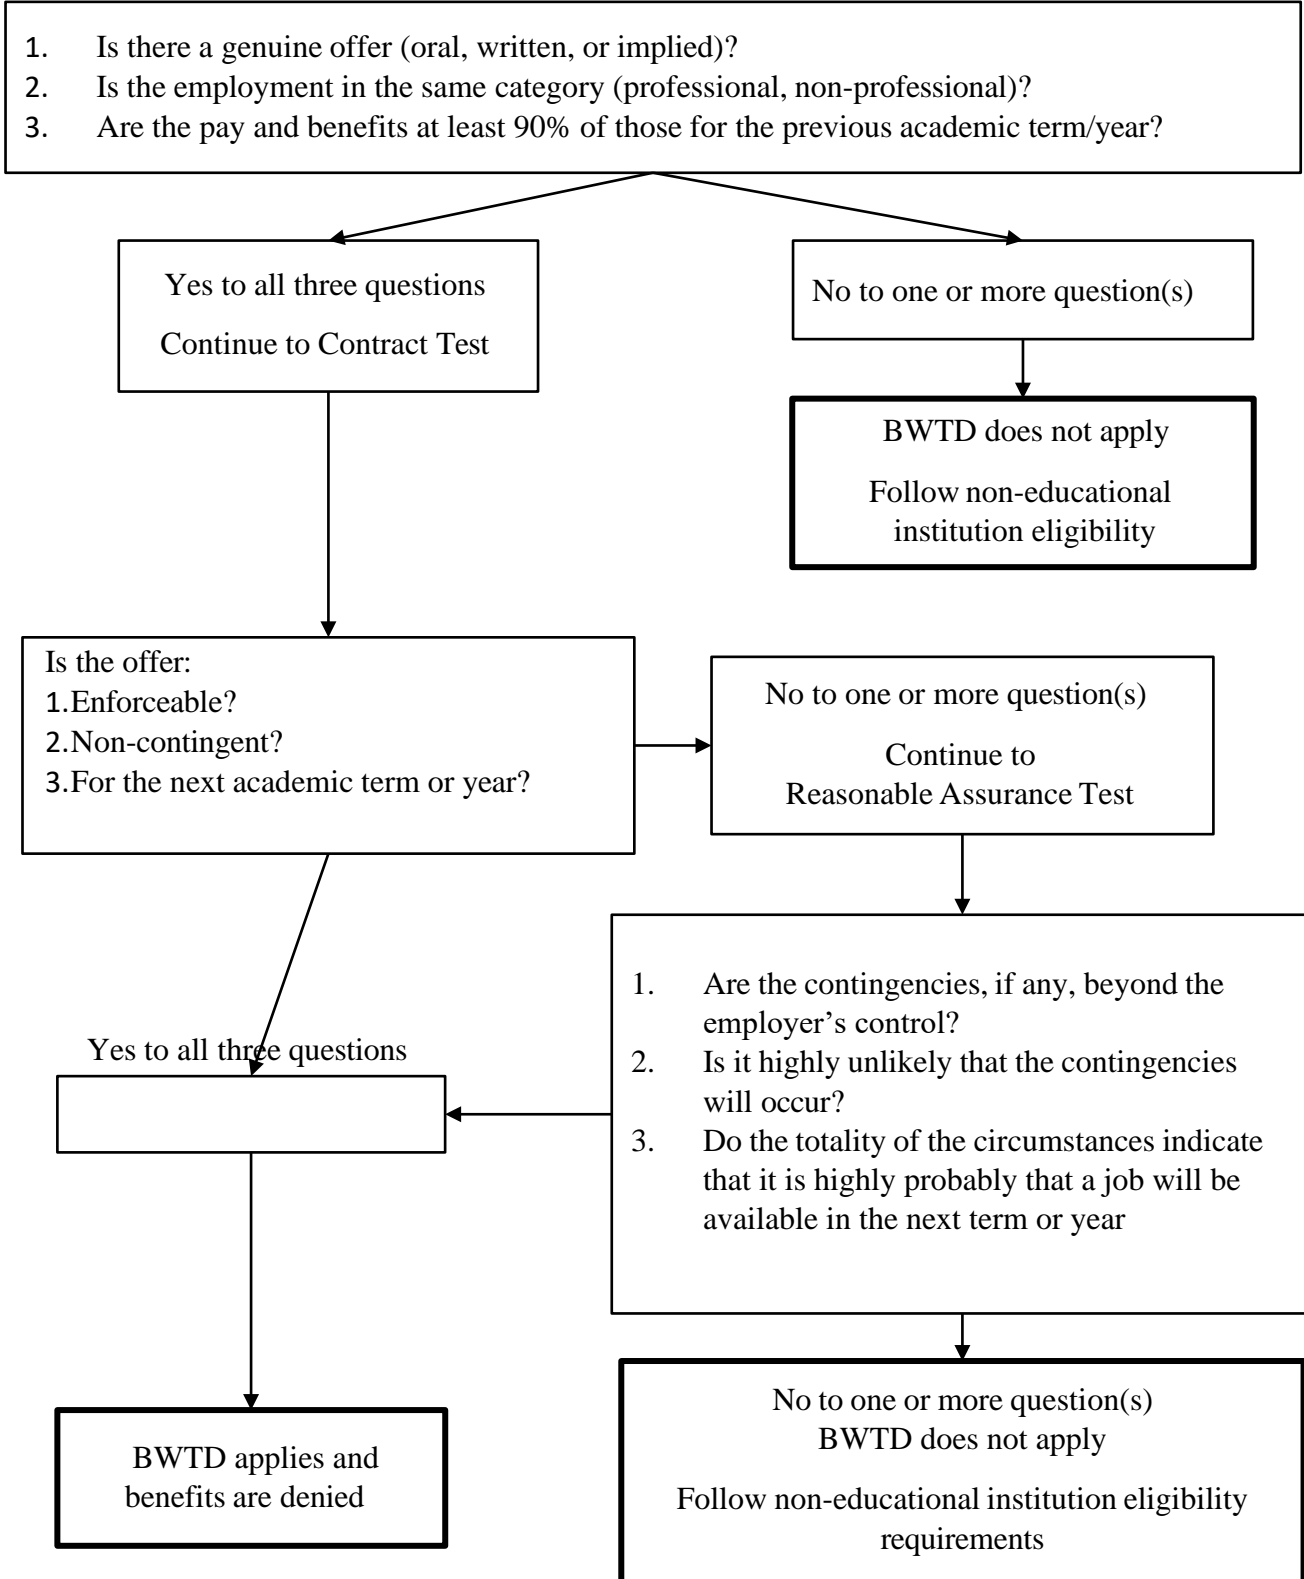 1. Is there a genuine offer (oral, written, or implied)?
2. Is the employment in the same category (professional, non-professional)?
3. Are the pay and benefits at least 90% of those for the previous academic term/year?
Yes to all three questions
Continue to Contract Test
No to one or more question(s)
BWTD does not apply
Follow non-educational
institution eligibility
Is the offer:
1.Enforceable?
2.Non-contingent?
3.For the next academic term or year?
No to one or more question(s)
Continue to
Reasonable Assurance Test
1. Are the contingencies, if any, beyond the
employer’s control?
2. Is it highly unlikely that the contingencies
will occur?
3. Do the totality of the circumstances indicate
that it is highly probably that a job will be
available in the next term or year
Yes to all three questions
BWTD applies and
benefits are denied
No to one or more question(s)
BWTD does not apply
Follow non-educational institution eligibility
requirements